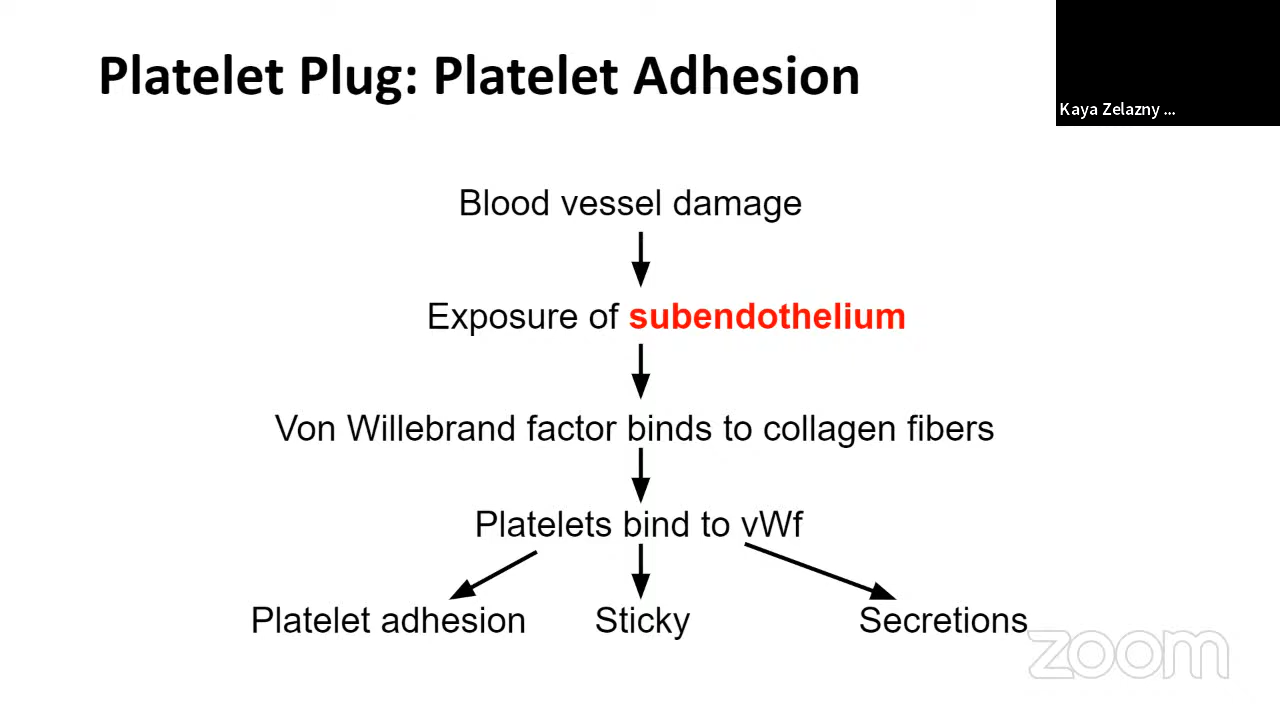 Platelet Plug: Platelet Adhesion
Kaya Zelazny ...
Blood vessel damage
Exposure of subendothelium
Von Willebrand factor binds to collagen fibers
Platelets bind to vWf
Platelet adhesion Sticky Secretions
zoom